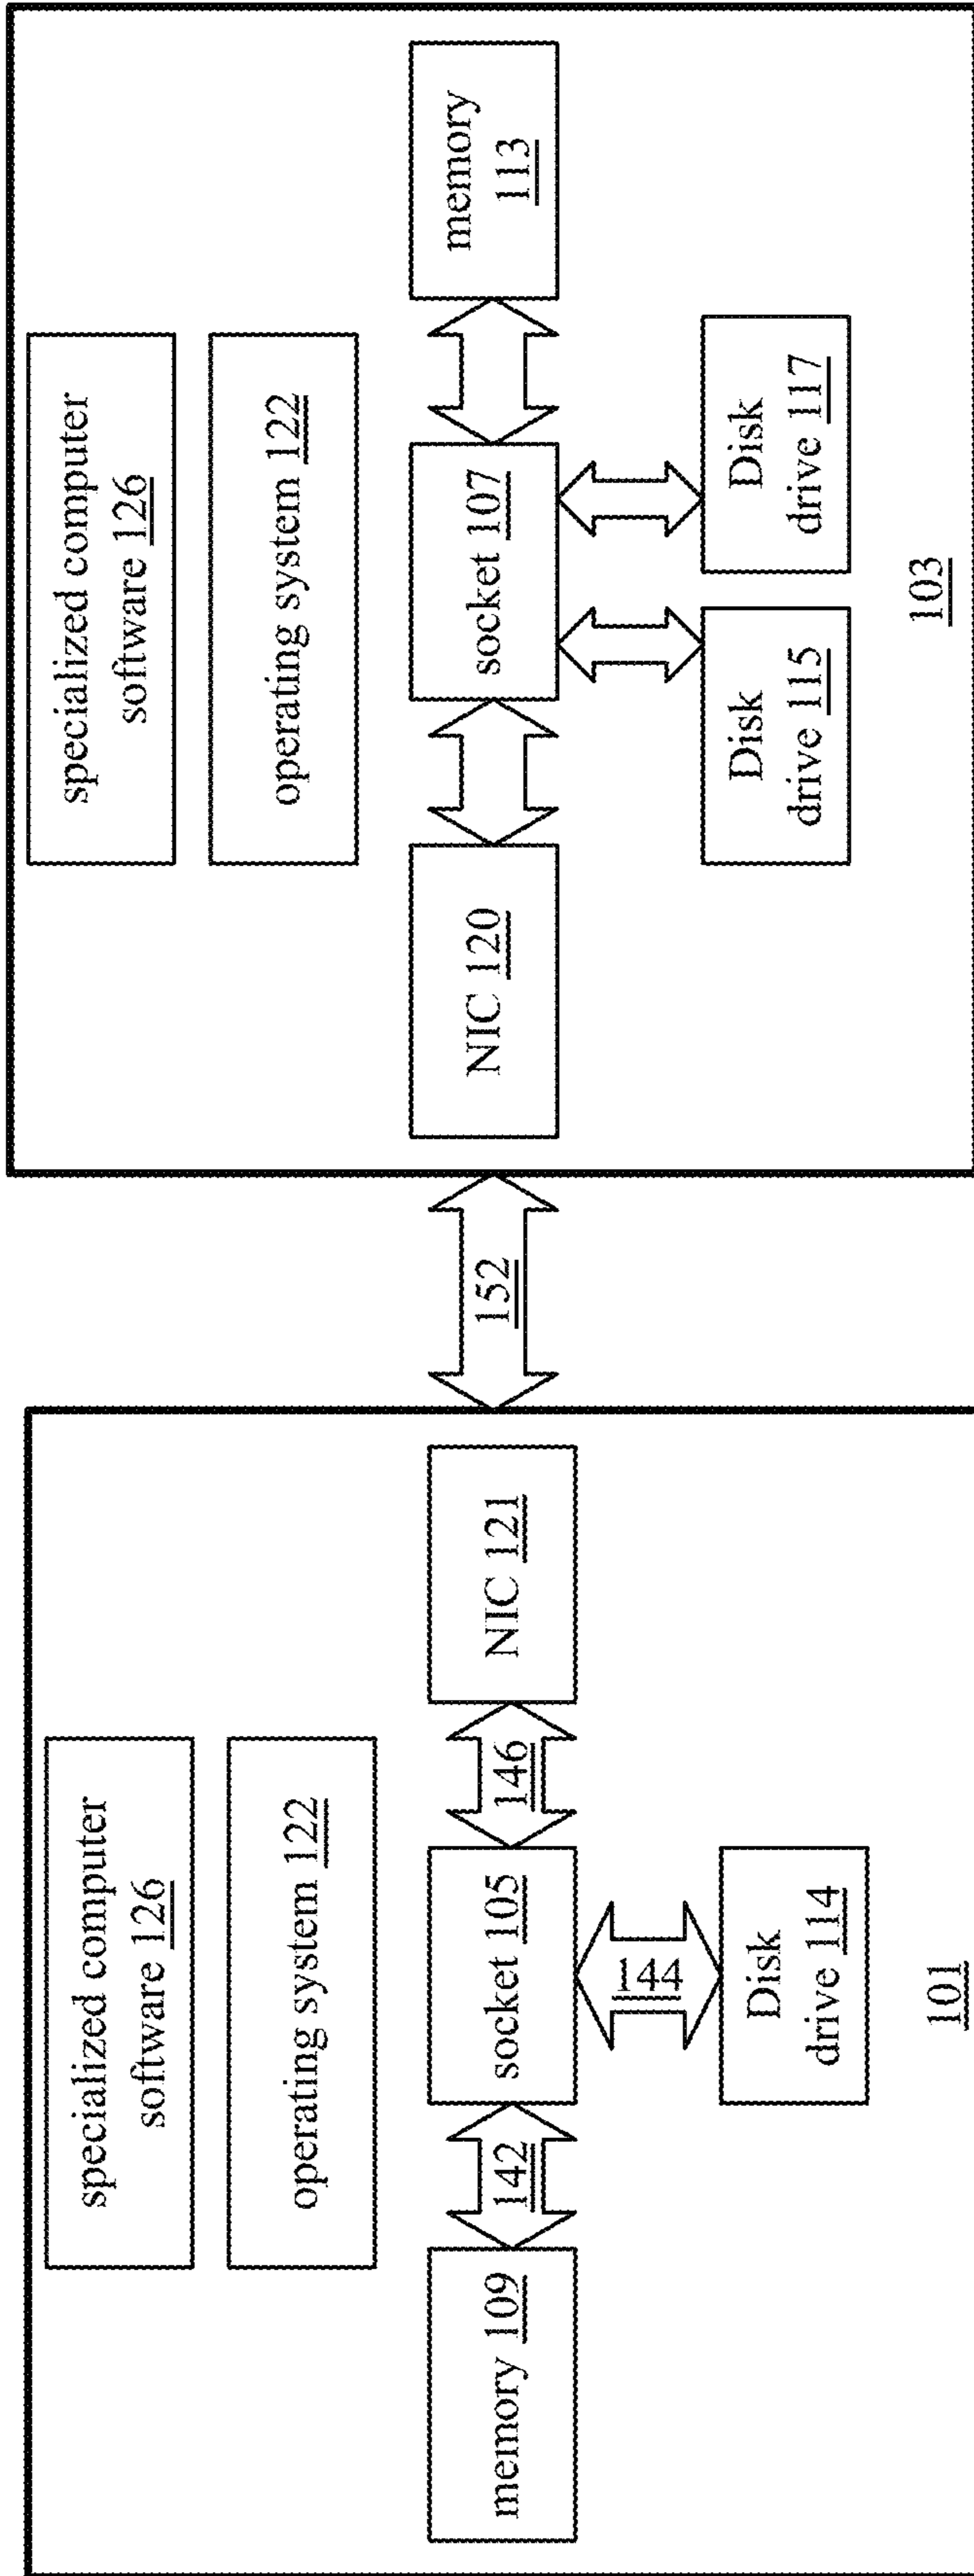 specialized computer
software 126
operating system 122
memory 109
142
socket 105
146
NIC 121
144
Disk
drive 114
101
152
specialized computer
software 126
operating system 122
NIC 120
socket 107
memory
113
Disk
drive 115
Disk
drive 117
103